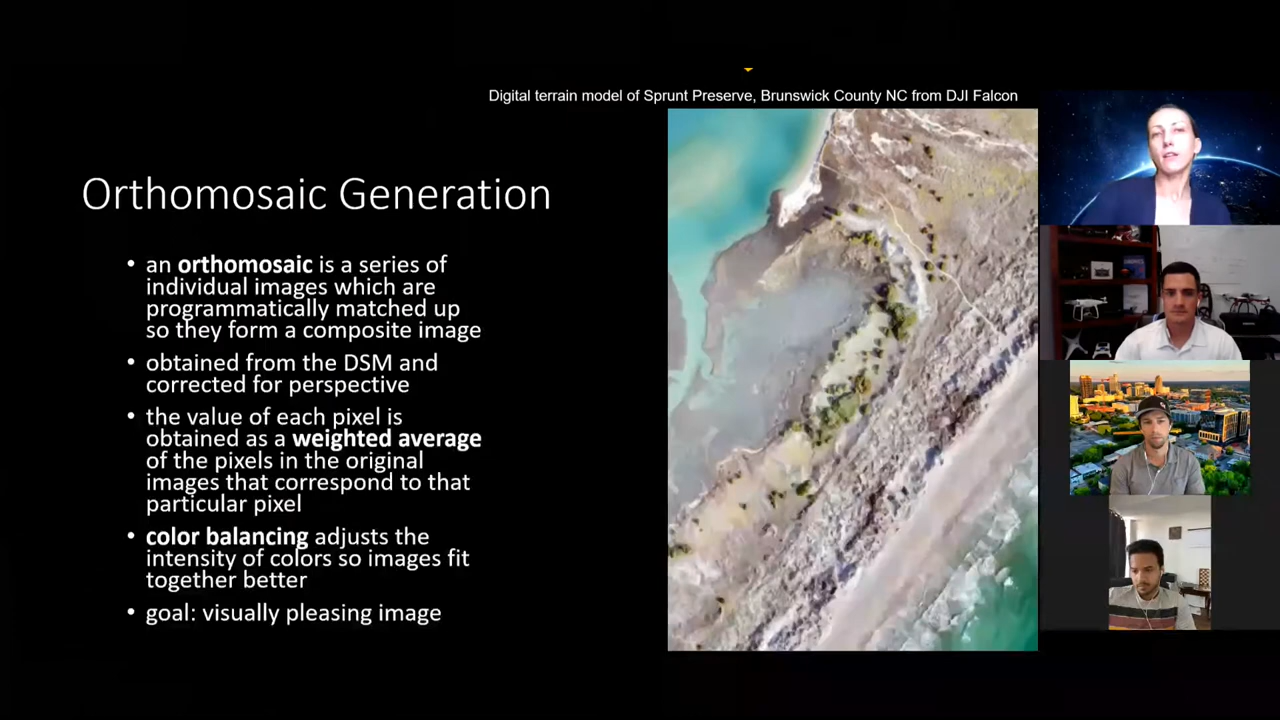 Digital terrain model of Sprunt Preserve, Brunswick County NC from DJI Falcon
Orthomosaic Generation
• an orthomosaic is a series of
individual images which are
programmatically matched up
so they form a composite image
• obtained from the DSM and
corrected for perspective
• the value of each pixel is
obtained as a weighted average
of the pixels in the original
images that correspond to that
particular pixel
• color balancing adjusts the
intensity of colors so images fit
together better
• goal: visually pleasing image